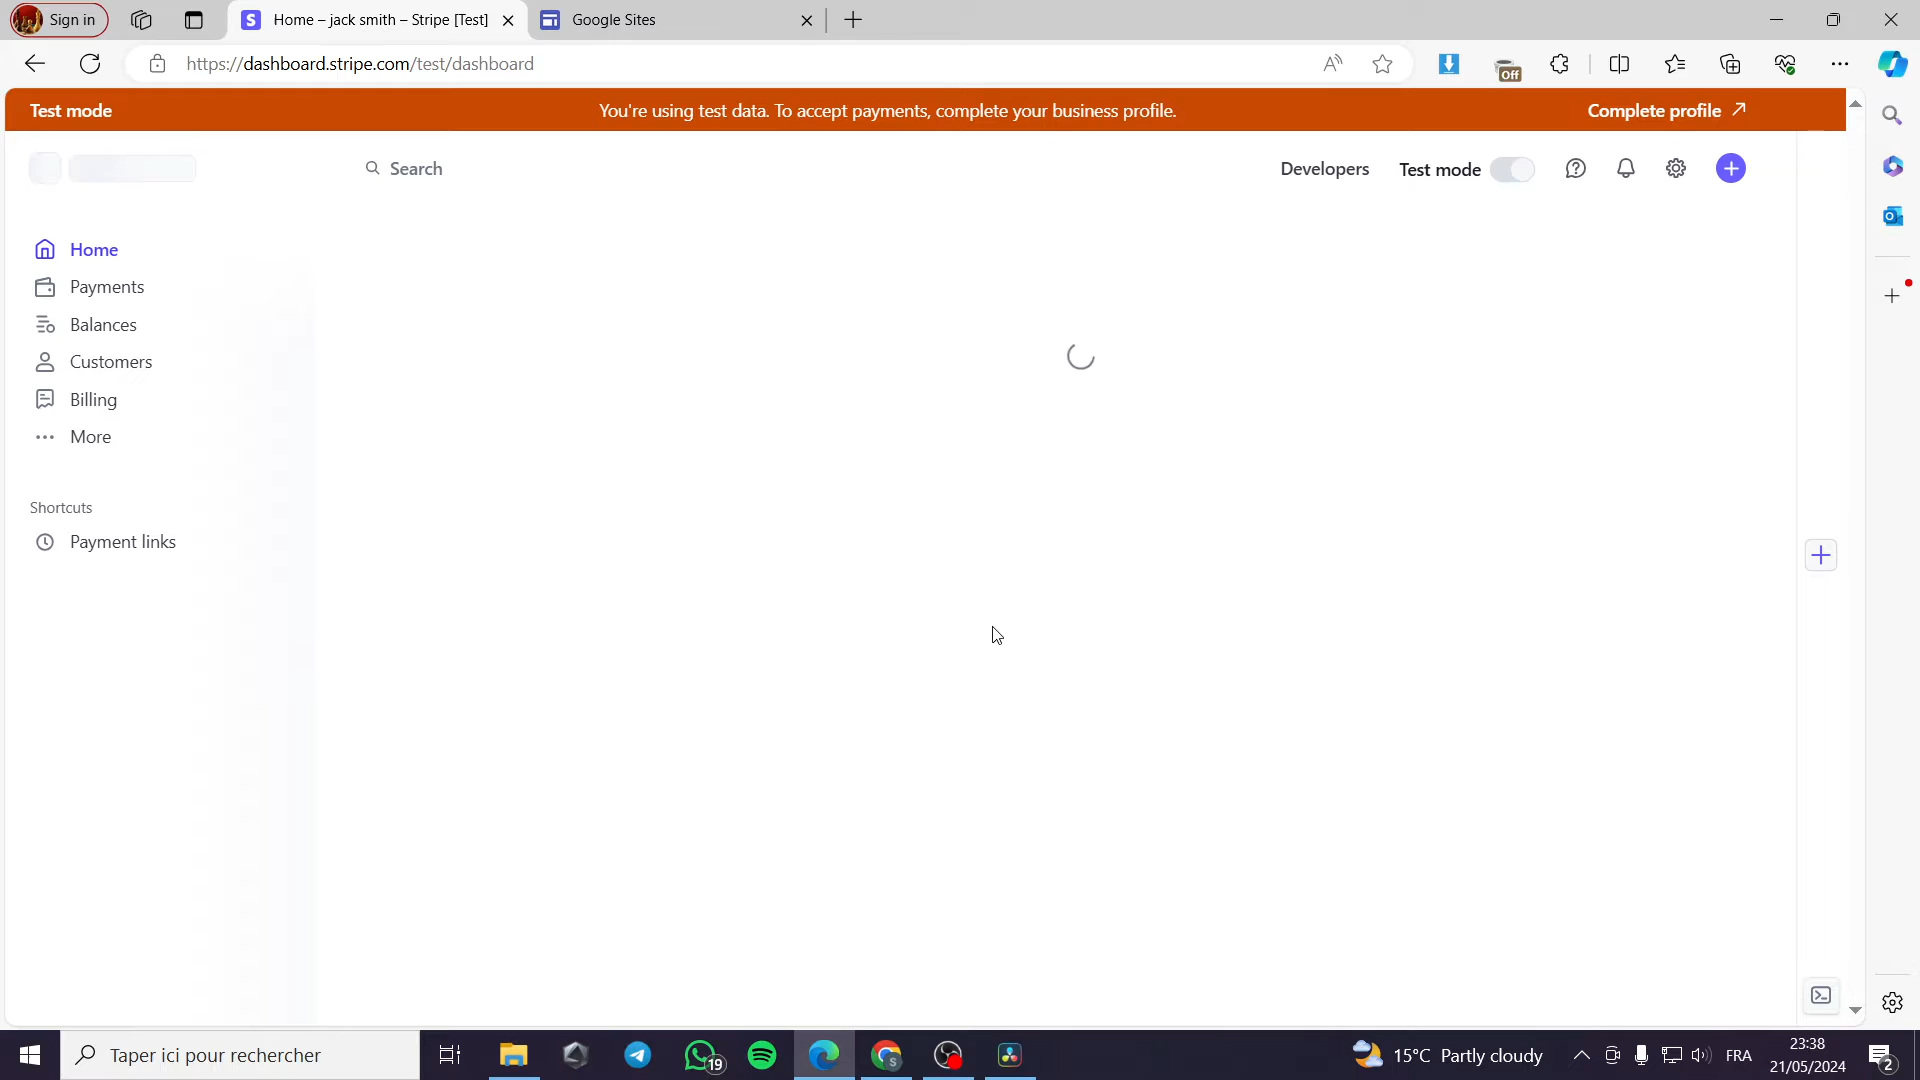 Sign in
Home – jack smith – Stripe [Test]
Google Sites
https://dashboard.stripe.com/test/dashboard
Off
Test mode
You're using test data. To accept payments, complete your business profile.
Complete profile
Search
Developers
Test mode
Home
Payments
Balances
Customers
Billing
More
Shortcuts
Payment links
Taper ici pour rechercher
19
15°C Partly cloudy
FRA
23:38
21/05/2024
2